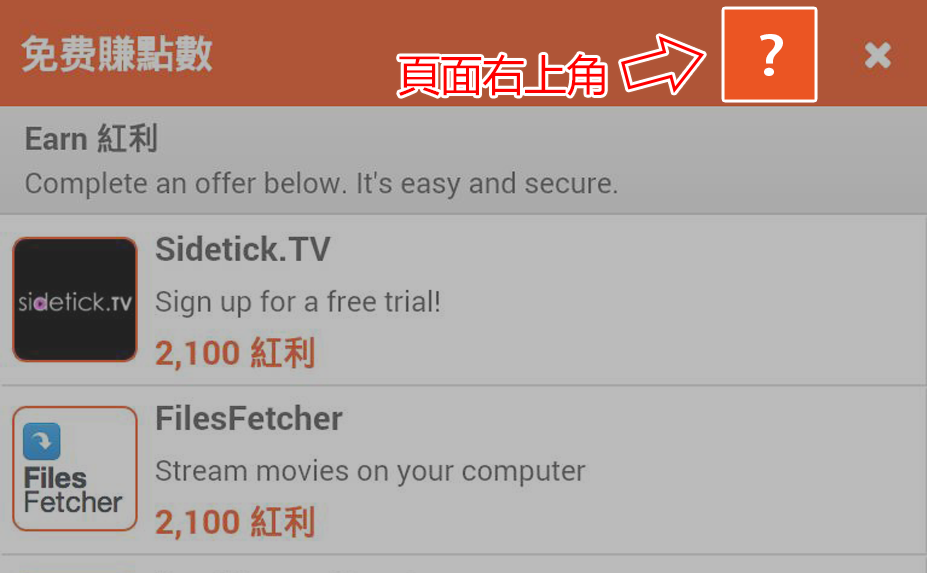 免费賺點數
頁面右上角
?
×
Earn 紅利
Complete an offer below. It's easy and secure.
sidetick.TV
Sidetick.TV
Sign up for a free trial!
2,100 紅利
Files
Fetcher
FilesFetcher
Stream movies on your computer
2,100 紅利